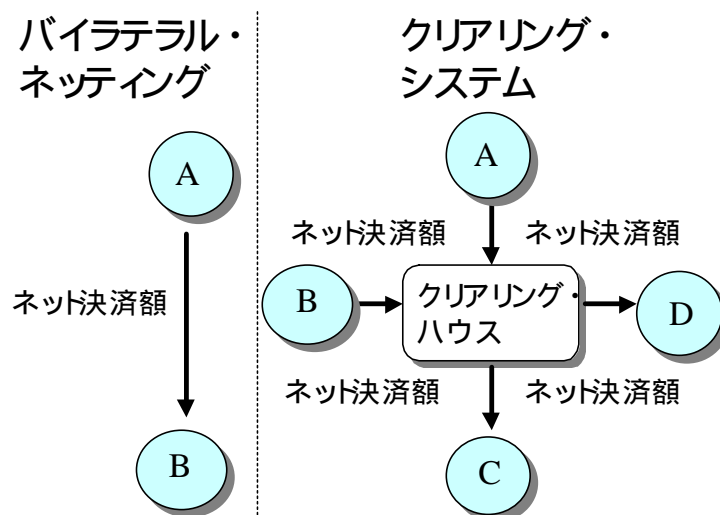 バイラテラル・
ネッティング
A
ネット決済額
B
クリアリング・
システム
A
ネット決済額
ネット決済額
B
クリアリング・
ハウス
D
ネット決済額
ネット決済額
C